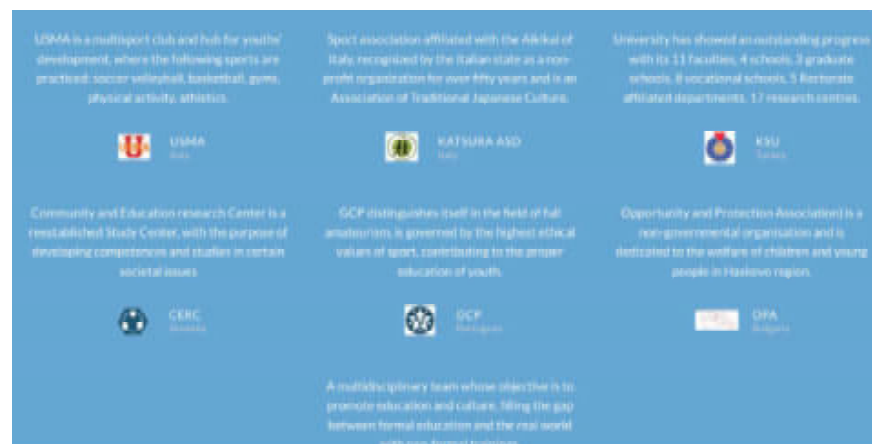 USMA is a multisport club and hub for youths'
development, where the following sports are
practiced: soccer volleyball, basketball, gyms,
physical activity, athletics.
USMA
Italy
Sport association affiliated with the Aikikai of
Italy, recognized by the Italian state as a non-
profit organization for over fifty years and is an
Association of Traditional Japanese Culture.
KATSURA ASD
Italy
University has showed an outstanding progress
with its 11 faculties, 4 schools, 3 graduate
schools, 8 vocational schools, 5 Rectorate
affiliated departments, 17 research centres.
KSU
Turkey
Community and Education research Center is a
reestablished Study Center, with the purpose of
developing competences and studies in certain
societal issues
CERC
GCP distinguishes itself in the field of full
amateurism, is governed by the highest ethical
values of sport, contributing to the proper
education of youth.
GCP
Opportunity and Protection Association) is a
non-governmental organisation and is
dedicated to the welfare of children and young
people in Haskovo region.
OPA
Bulgaria
A multidisciplinary team whose objective is to
promote education and culture, filling the gap
between formal education and the real world
with non formal trainings